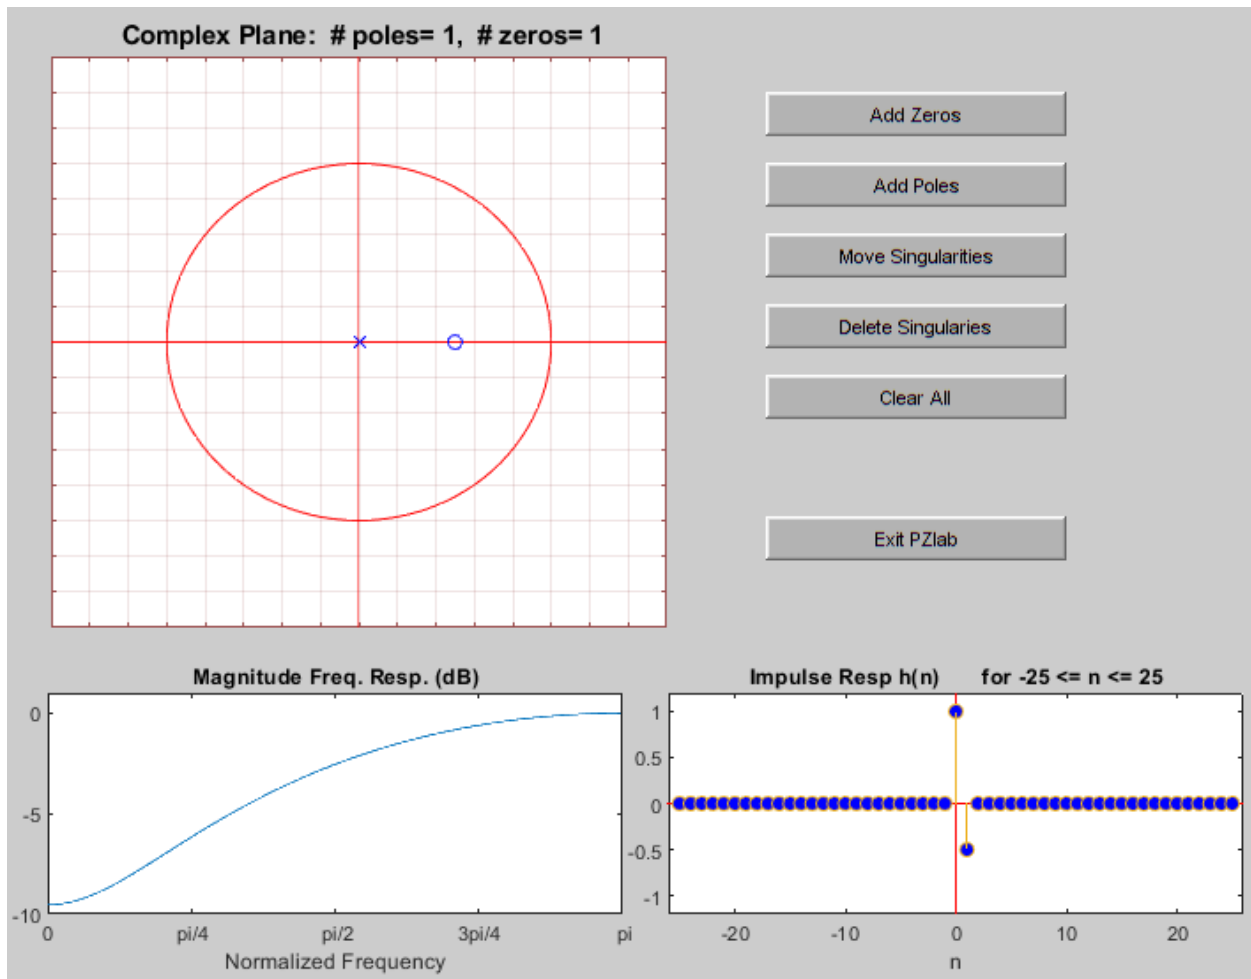 Complex Plane:  # poles= 1,  # zeros= 1
Add Zeros
Add Poles
Move Singularities
Delete Singularies
Clear All
Exit PZlab
Magnitude Freq. Resp. (dB)
0
-5
-10
0 pi/4 pi/2 3pi/4 pi
Normalized Frequency
Impulse Resp h(n) for -25 <= n <= 25
1
0.5
0
-0.5
-1
-20 -10 0 10 20
n